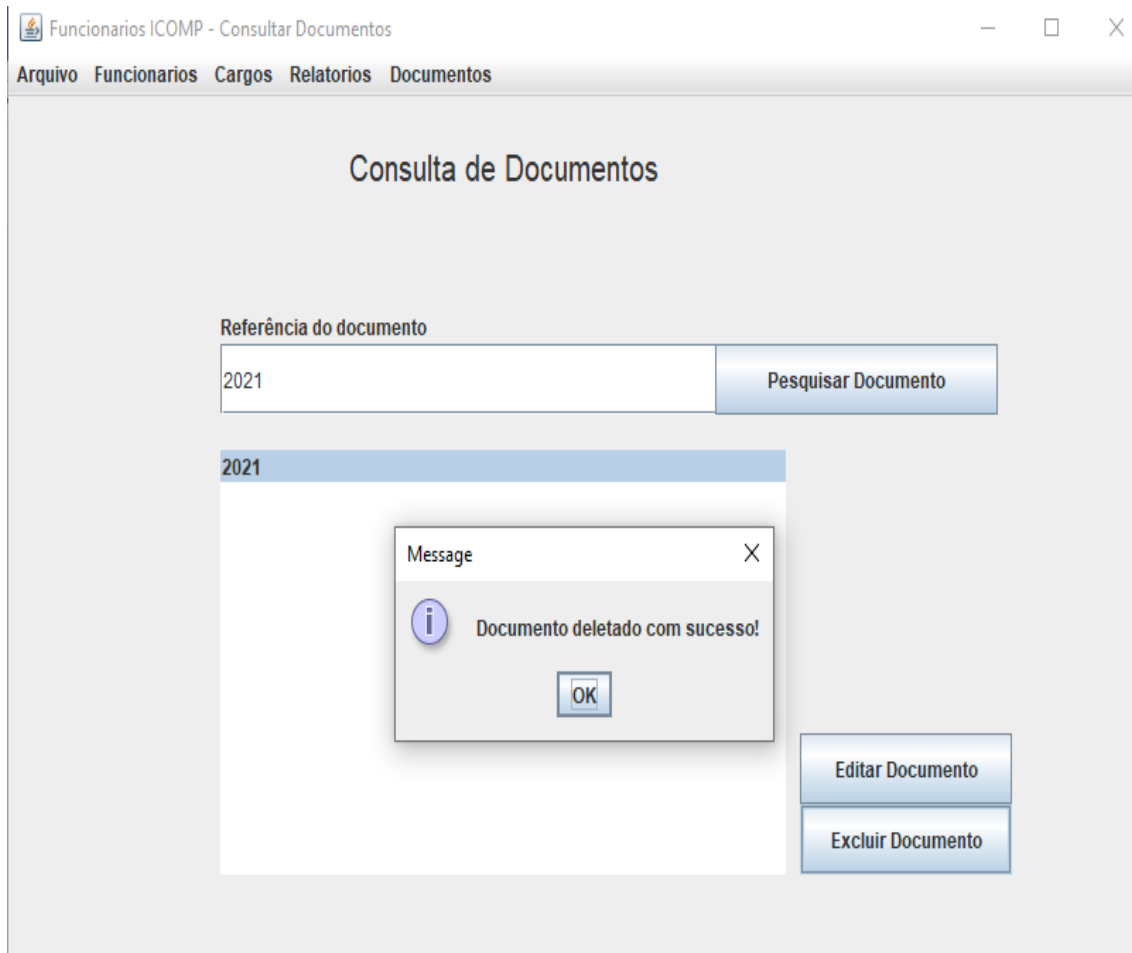 Funcionarios ICOMP - Consultar Documentos
Arquivo Funcionarios Cargos Relatorios Documentos
Consulta de Documentos
Referência do documento
2021 Pesquisar Documento
2021
Message
i Documento deletado com sucesso!
OK
Editar Documento
Excluir Documento